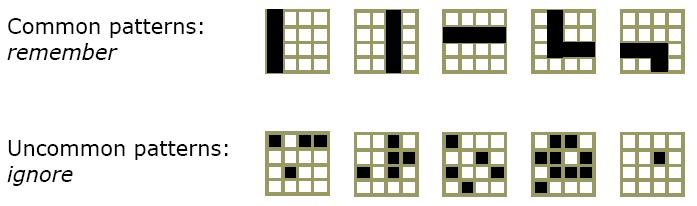 Common patterns:
remember
Uncommon patterns:
ignore